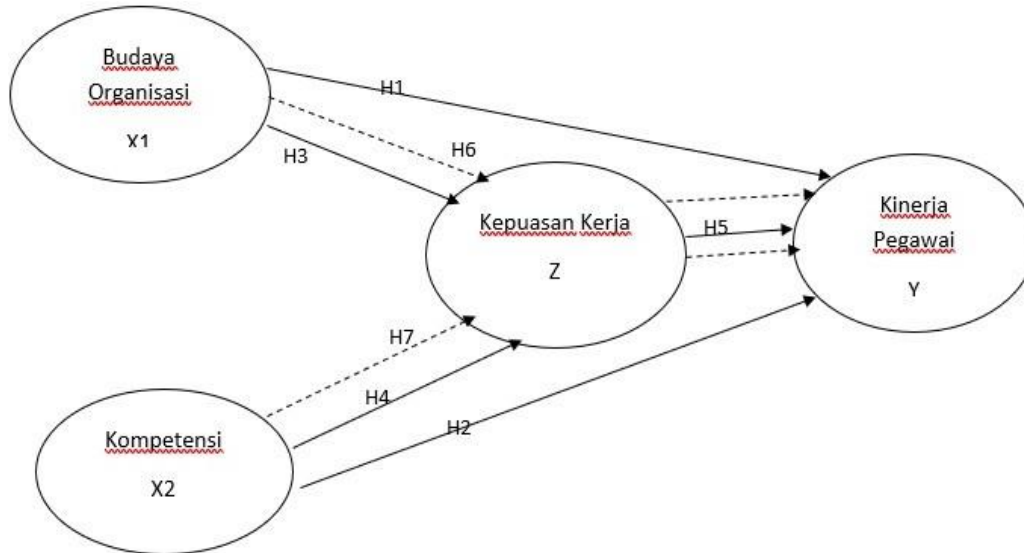 Budaya
Organisasi
X1
H1
H3
H6
Kepuasan Kerja
Z
H5
Kinerja
Pegawai
Y
H7
H4
H2
Kompetensi
X2